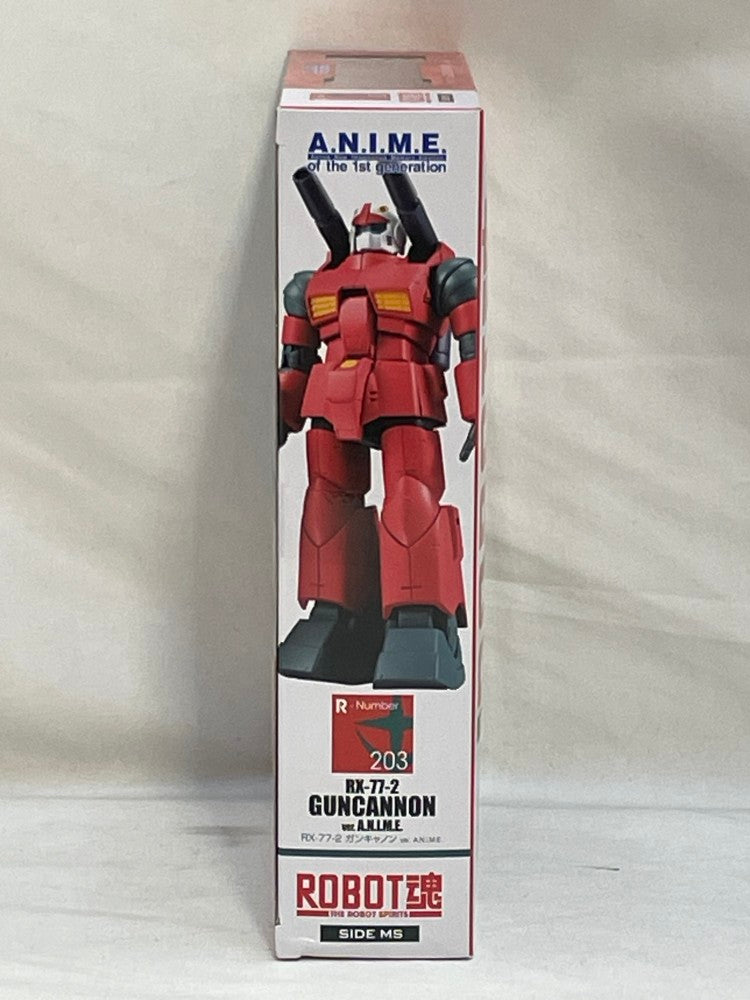 A.N.I.M.E.
of the 1st generation
R - Number
203
RX-77-2
GUNCANNON
ver. A.N.I.M.E.
RX-77-2 ガンキャノン ver. A.N.I.M.E.
ROBOT魂
THE ROBOT SPIRITS
SIDE MS